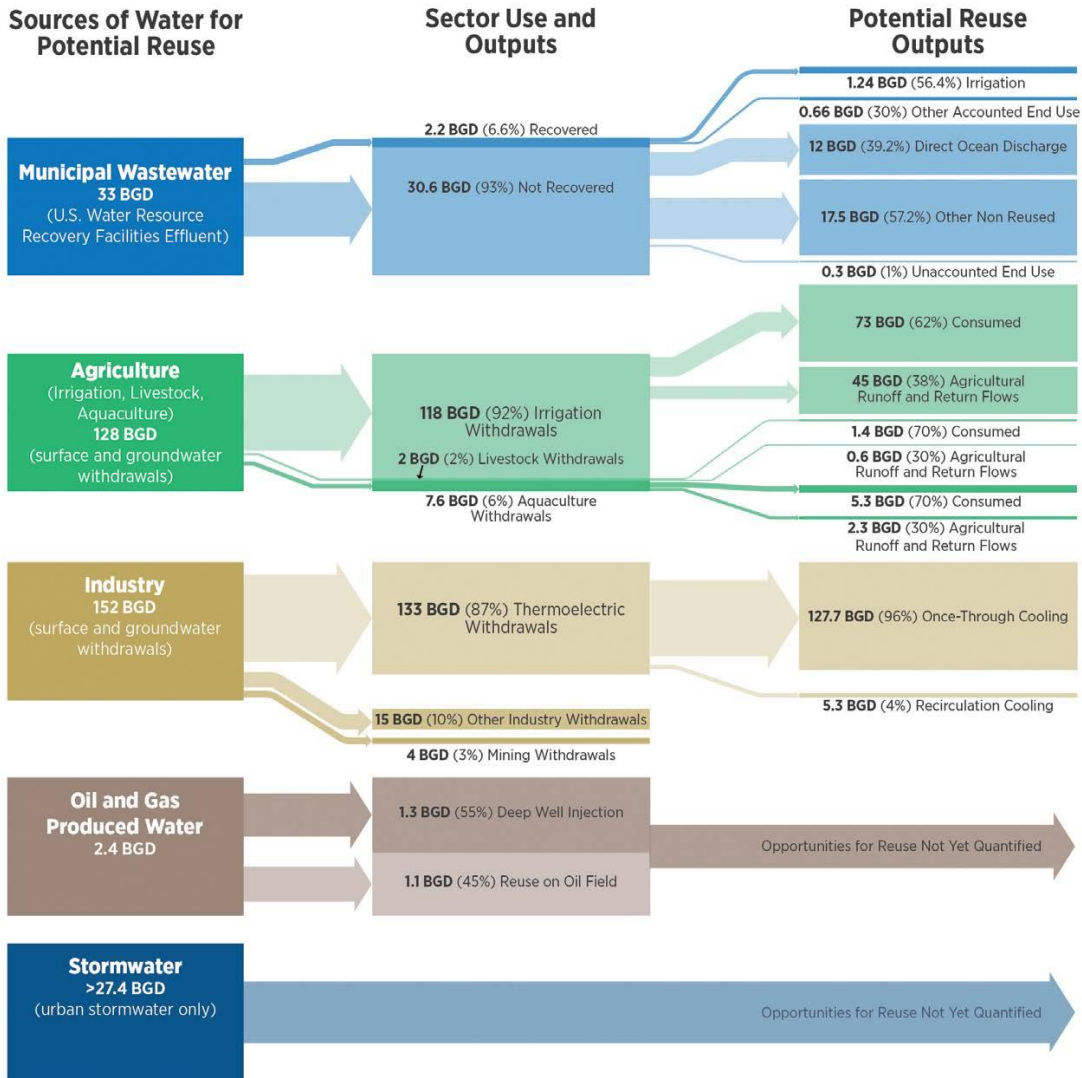 Sources of Water for
Potential Reuse
Sector Use and
Outputs
Potential Reuse
Outputs
Municipal Wastewater
33 BGD
(U.S. Water Resource
Recovery Facilities Effluent)
2.2 BGD (6.6%) Recovered
30.6 BGD (93%) Not Recovered
1.24 BGD (56.4%) Irrigation
0.66 BGD (30%) Other Accounted End Use
12 BGD (39.2%) Direct Ocean Discharge
17.5 BGD (57.2%) Other Non Reused
0.3 BGD (1%) Unaccounted End Use
Agriculture
(Irrigation, Livestock,
Aquaculture)
128 BGD
(surface and groundwater
withdrawals)
118 BGD (92%) Irrigation
Withdrawals
2 BGD (2%) Livestock Withdrawals
7.6 BGD (6%) Aquaculture
Withdrawals
73 BGD (62%) Consumed
45 BGD (38%) Agricultural
Runoff and Return Flows
1.4 BGD (70%) Consumed
0.6 BGD (30%) Agricultural
Runoff and Return Flows
5.3 BGD (70%) Consumed
2.3 BGD (30%) Agricultural
Runoff and Return Flows
Industry
152 BGD
(surface and groundwater
withdrawals)
133 BGD (87%) Thermoelectric
Withdrawals
15 BGD (10%) Other Industry Withdrawals
4 BGD (3%) Mining Withdrawals
127.7 BGD (96%) Once-Through Cooling
5.3 BGD (4%) Recirculation Cooling
Oil and Gas
Produced Water
2.4 BGD
1.3 BGD (55%) Deep Well Injection
1.1 BGD (45%) Reuse on Oil Field
Opportunities for Reuse Not Yet Quantified
Stormwater
>27.4 BGD
(urban stormwater only)
Opportunities for Reuse Not Yet Quantified